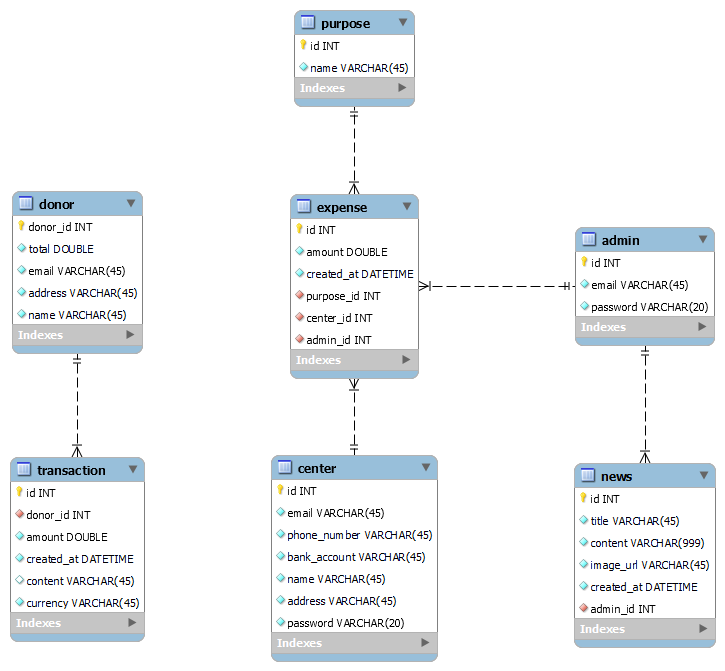 purpose
id INT
name VARCHAR(45)
Indexes
donor
donor_id INT
total DOUBLE
email VARCHAR(45)
address VARCHAR(45)
name VARCHAR(45)
Indexes
expense
id INT
amount DOUBLE
created_at DATETIME
purpose_id INT
center_id INT
admin_id INT
Indexes
admin
id INT
email VARCHAR(45)
password VARCHAR(20)
Indexes
transaction
id INT
donor_id INT
amount DOUBLE
created_at DATETIME
content VARCHAR(45)
currency VARCHAR(45)
Indexes
center
id INT
email VARCHAR(45)
phone_number VARCHAR(45)
bank_account VARCHAR(45)
name VARCHAR(45)
address VARCHAR(45)
password VARCHAR(20)
Indexes
news
id INT
title VARCHAR(45)
content VARCHAR(999)
image_url VARCHAR(45)
created_at DATETIME
admin_id INT
Indexes